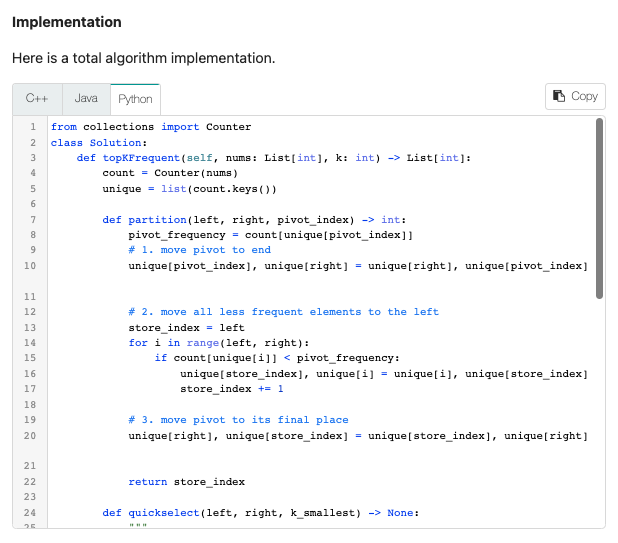 Implementation
Here is a total algorithm implementation.
C++ Java Python Copy
1 from collections import Counter
2 class Solution:
3     def topKFrequent(self, nums: List[int], k: int) -> List[int]:
4         count = Counter(nums)
5         unique = list(count.keys())
6
7         def partition(left, right, pivot_index) -> int:
8             pivot_frequency = count[unique[pivot_index]]
9             # 1. move pivot to end
10             unique[pivot_index], unique[right] = unique[right], unique[pivot_index]
11
12             # 2. move all less frequent elements to the left
13             store_index = left
14             for i in range(left, right):
15                 if count[unique[i]] < pivot_frequency:
16                     unique[store_index], unique[i] = unique[i], unique[store_index]
17                     store_index += 1
18
19             # 3. move pivot to its final place
20             unique[right], unique[store_index] = unique[store_index], unique[right]
21
22             return store_index
23
24         def quickselect(left, right, k_smallest) -> None:
25             """